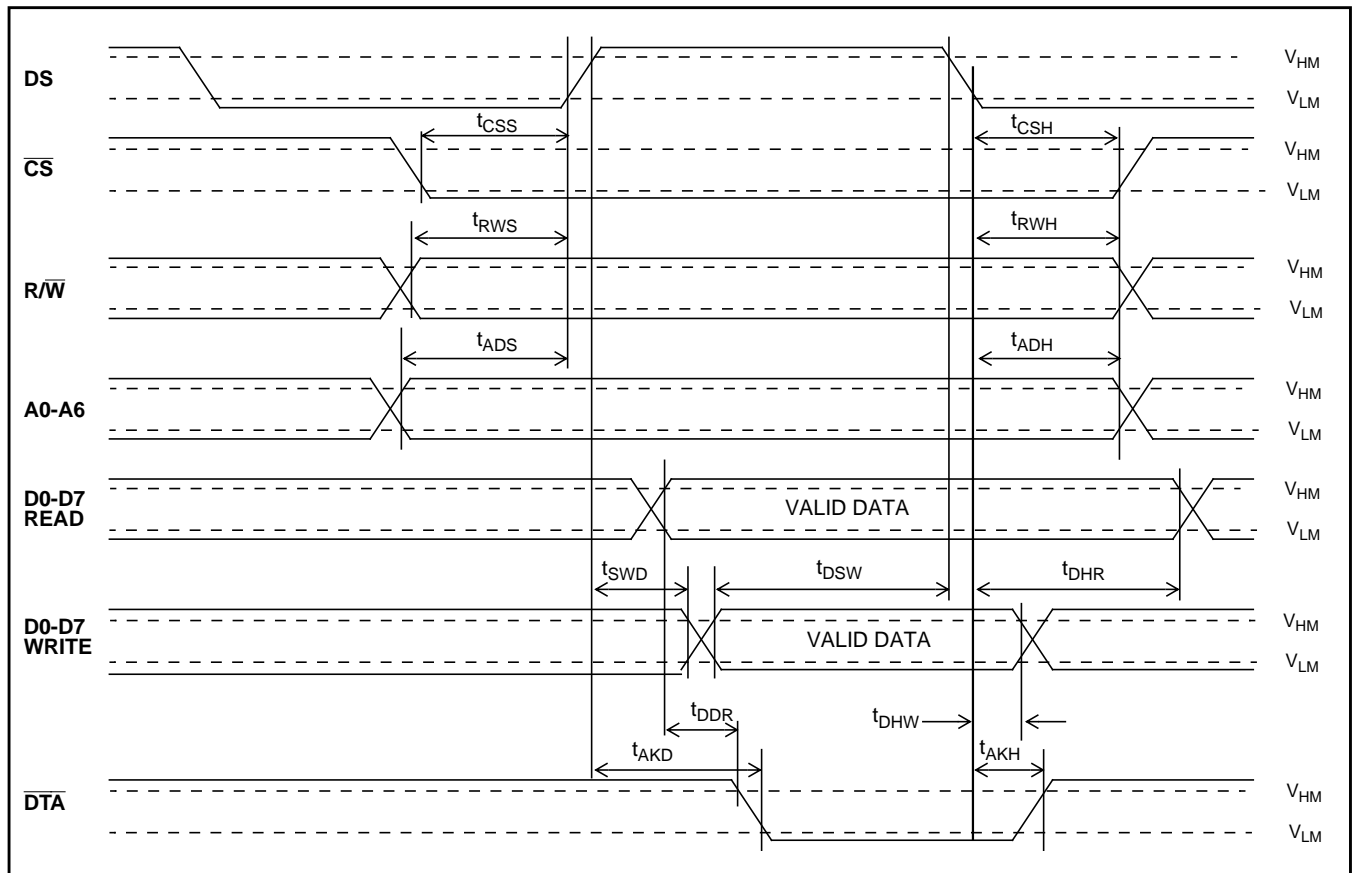 DS
V_HM
V_LM
t_CSS
t_CSH
C̅S̅
V_HM
V_LM
t_RWS
t_RWH
R/W̅
V_HM
V_LM
t_ADS
t_ADH
A0-A6
V_HM
V_LM
D0-D7
READ
VALID DATA
V_HM
V_LM
t_SWD
t_DSW
t_DHR
D0-D7
WRITE
VALID DATA
V_HM
V_LM
t_DDR
t_DHW
t_AKD
t_AKH
D̅T̅A̅
V_HM
V_LM